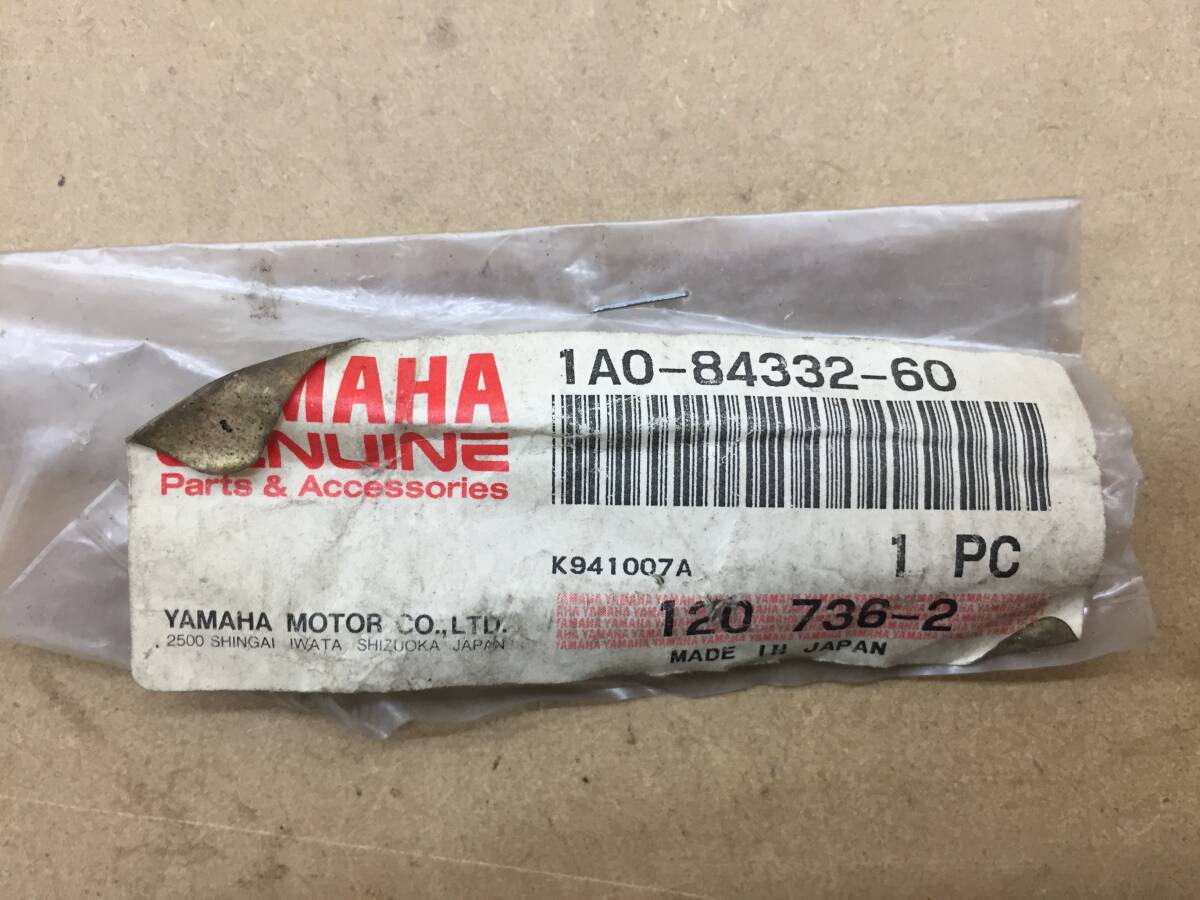 MAHA
GENUINE
Parts & Accessories
YAMAHA MOTOR CO.,LTD.
2500 SHINGAI IWATA SHIZUOKA JAPAN
1A0-84332-60
K941007A
1 PC
120 736-2
MADE IN JAPAN